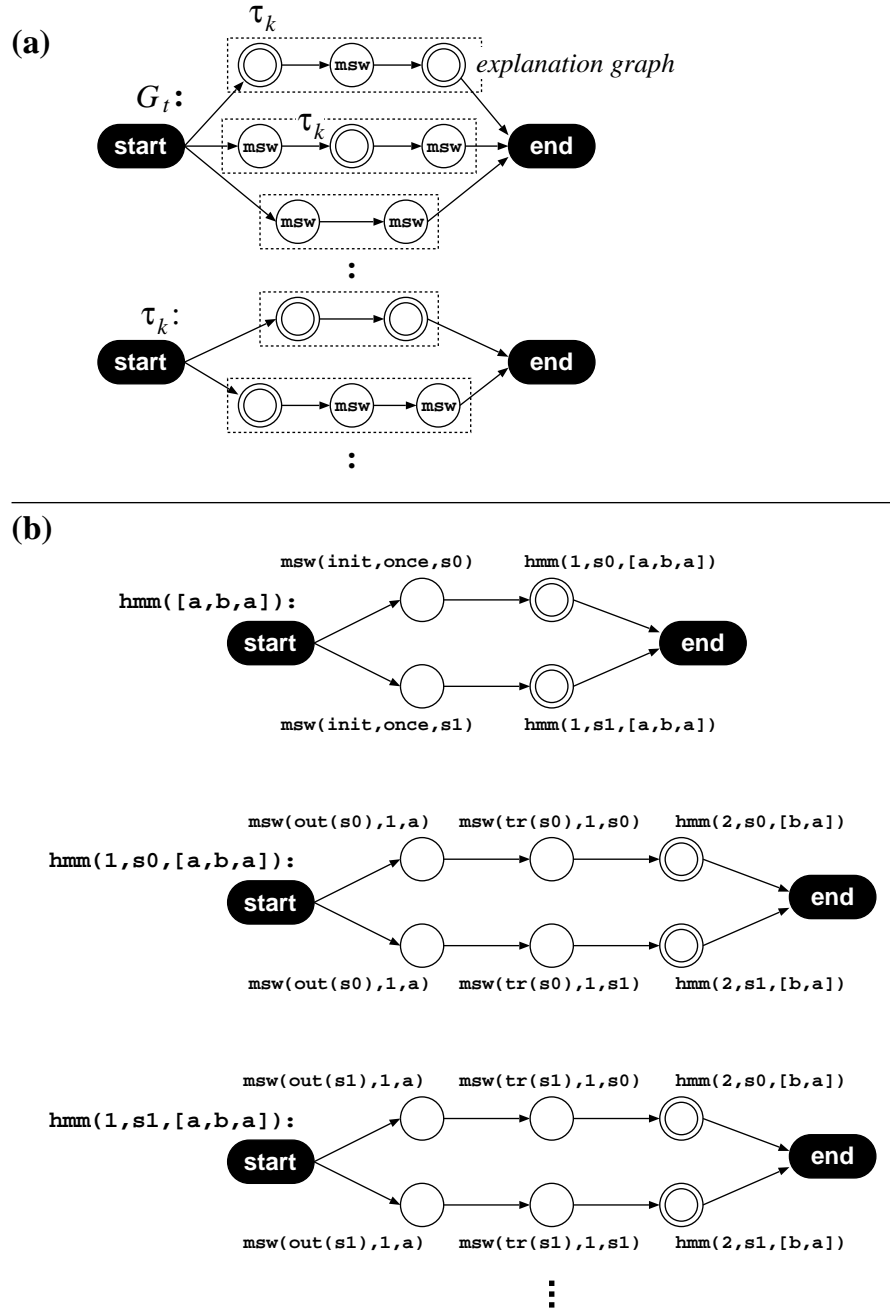 (a)
τk
msw
explanation graph
Gt:
τk
start
msw
msw
end
msw
msw
:
τk:
start
end
msw
msw
:
(b)
msw(init,once,s0)
hmm(1,s0,[a,b,a])
hmm([a,b,a]):
start
end
msw(init,once,s1)
hmm(1,s1,[a,b,a])
msw(out(s0),1,a)
msw(tr(s0),1,s0)
hmm(2,s0,[b,a])
hmm(1,s0,[a,b,a]):
start
end
msw(out(s0),1,a)
msw(tr(s0),1,s1)
hmm(2,s1,[b,a])
msw(out(s1),1,a)
msw(tr(s1),1,s0)
hmm(2,s0,[b,a])
hmm(1,s1,[a,b,a]):
start
end
msw(out(s1),1,a)
msw(tr(s1),1,s1)
hmm(2,s1,[b,a])
⋮